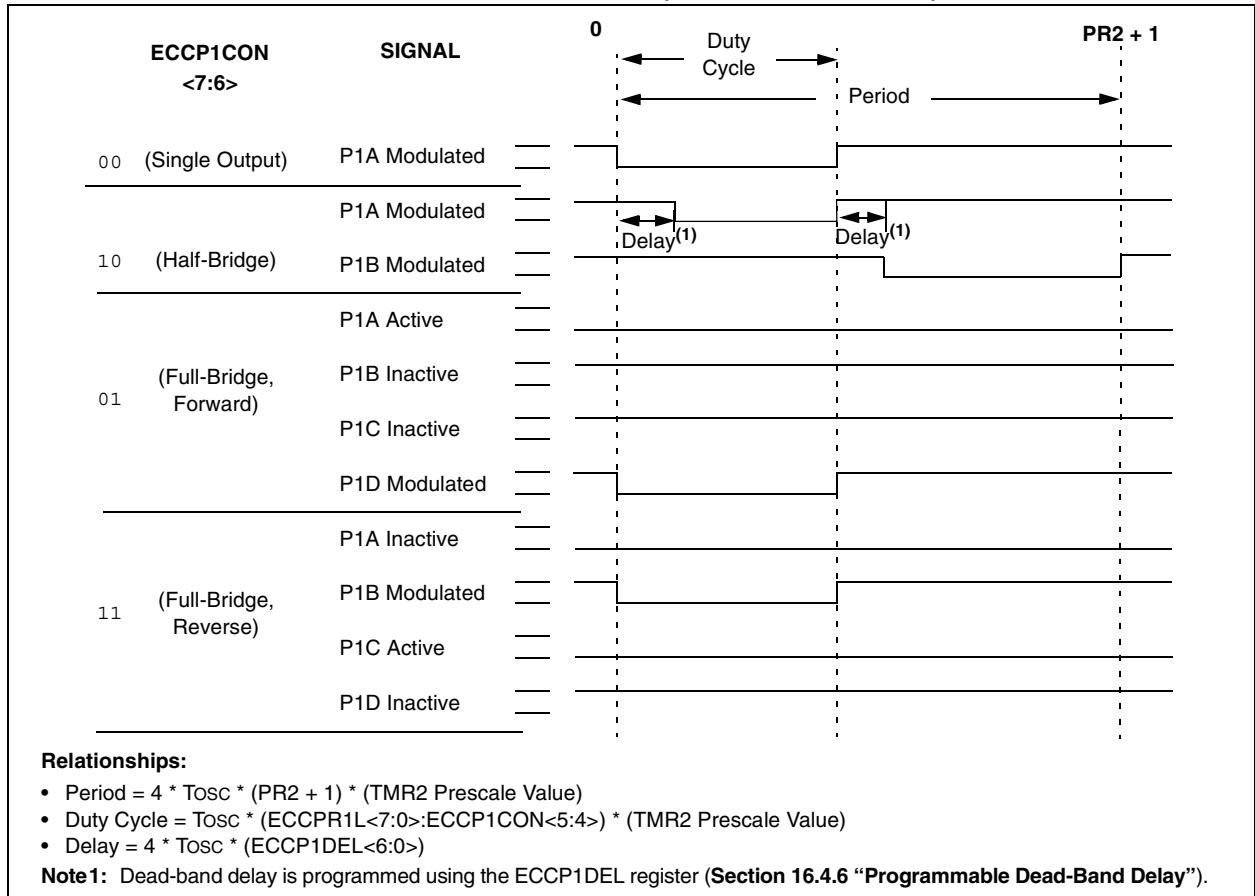 0
PR2 + 1
ECCP1CON
<7:6>
SIGNAL
Duty
Cycle
Period
00 (Single Output) P1A Modulated
P1A Modulated
Delay(1) Delay(1)
10 (Half-Bridge) P1B Modulated
P1A Active
P1B Inactive
01 (Full-Bridge,
Forward)
P1C Inactive
P1D Modulated
P1A Inactive
P1B Modulated
11 (Full-Bridge,
Reverse)
P1C Active
P1D Inactive
Relationships:
• Period = 4 * TOSC * (PR2 + 1) * (TMR2 Prescale Value)
• Duty Cycle = TOSC * (ECCPR1L<7:0>:ECCP1CON<5:4>) * (TMR2 Prescale Value)
• Delay = 4 * TOSC * (ECCP1DEL<6:0>)
Note1: Dead-band delay is programmed using the ECCP1DEL register (Section 16.4.6 “Programmable Dead-Band Delay”).